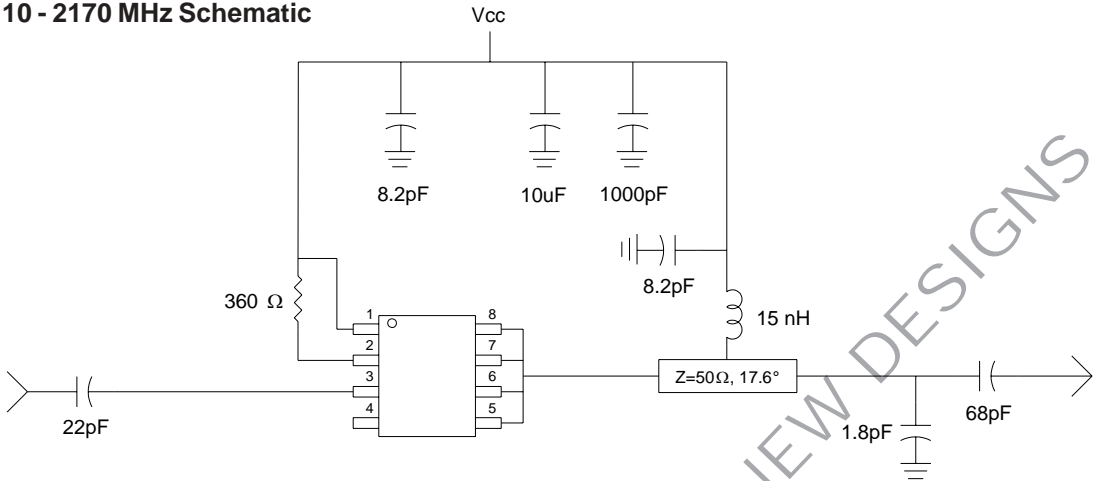 10 - 2170 MHz Schematic
Vcc
8.2pF
10uF
1000pF
8.2pF
15 nH
360 Ω
1
2
3
4
8
7
6
5
Z=50Ω, 17.6°
22pF
1.8pF
68pF
EW DESIGNS